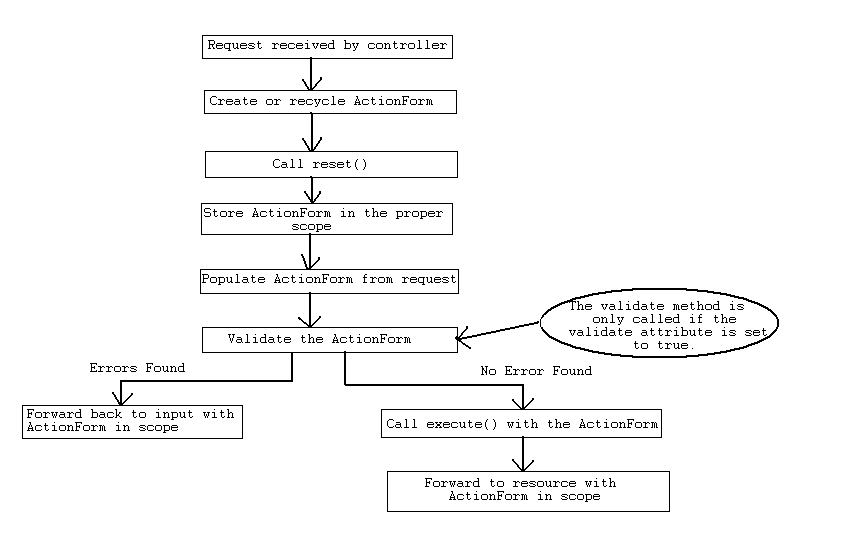 Request received by controller
Create or recycle ActionForm
Call reset()
Store ActionForm in the proper
scope
Populate ActionForm from request
The validate method is
only called if the
validate attribute is set
to true.
Validate the ActionForm
Errors Found
No Error Found
Forward back to input with
ActionForm in scope
Call execute() with the ActionForm
Forward to resource with
ActionForm in scope